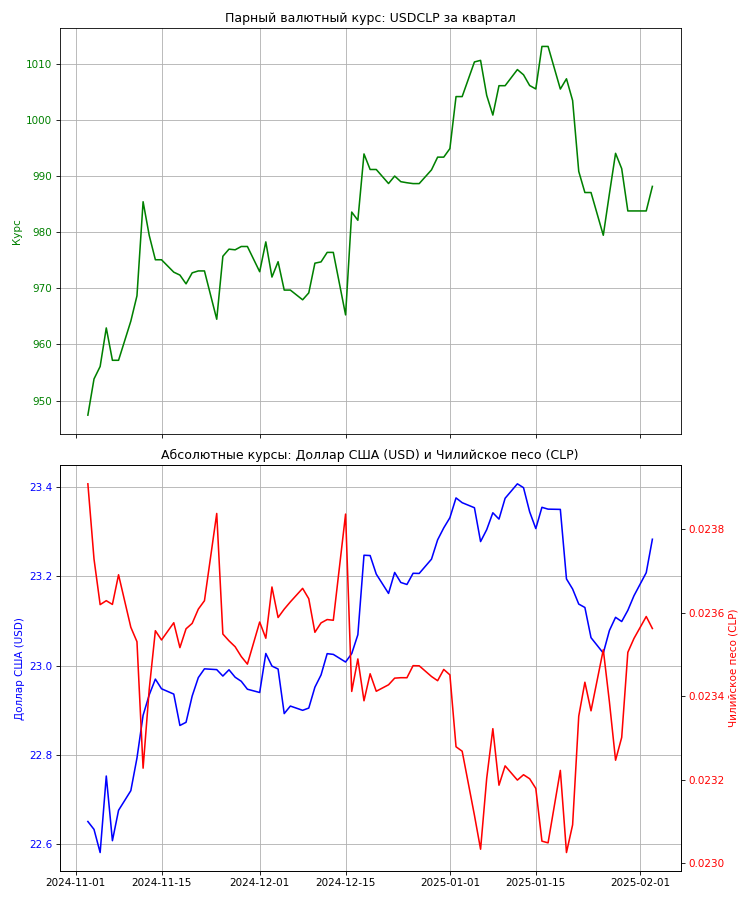 Парный валютный курс: USDCLP за квартал
1010
1000
990
980
970
960
950
Курс
Абсолютные курсы: Доллар США (USD) и Чилийское песо (CLP)
23.4
23.2
23.0
22.8
22.6
Доллар США (USD)
0.0238
0.0236
0.0234
0.0232
0.0230
Чилийское песо (CLP)
2024-11-01 2024-11-15 2024-12-01 2024-12-15 2025-01-01 2025-01-15 2025-02-01